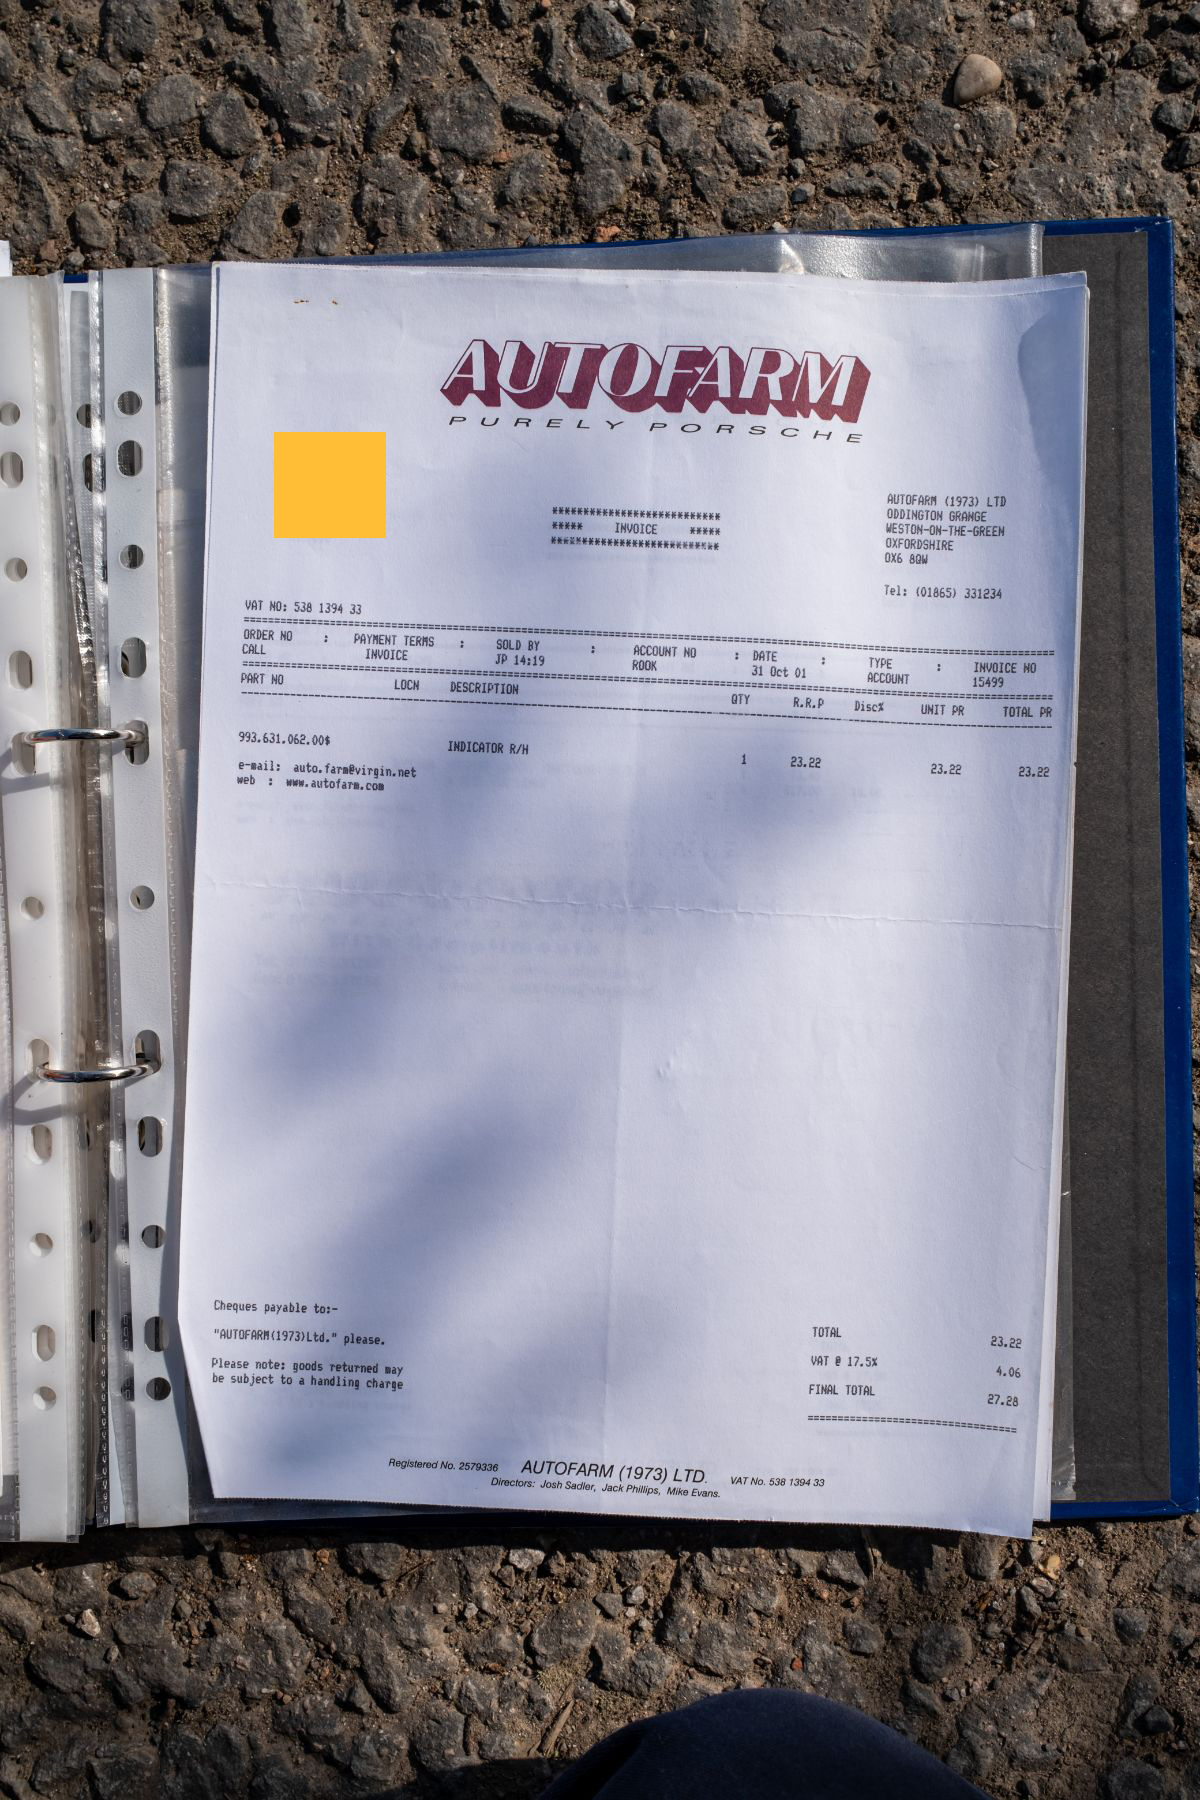 AUTOFARM
PURELY PORSCHE
*****************************
***** INVOICE *****
*****************************
AUTOFARM (1973) LTD
ODDINGTON GRANGE
WESTON-ON-THE-GREEN
OXFORDSHIRE
OX6 8QW
Tel: (01865) 331234
VAT NO: 538 1394 33
ORDER NO : PAYMENT TERMS : SOLD BY : ACCOUNT NO : DATE : TYPE : INVOICE NO
CALL INVOICE JP 14:19 ROOK 31 Oct 01 ACCOUNT 15499
PART NO LOCN DESCRIPTION QTY R.R.P Disc% UNIT PR TOTAL PR
993.631.062.00$ INDICATOR R/H 1 23.22 23.22 23.22
e-mail: auto.farm@virgin.net
web : www.autofarm.com
Cheques payable to:-
"AUTOFARM(1973)Ltd." please.
Please note: goods returned may
be subject to a handling charge
TOTAL 23.22
VAT @ 17.5% 4.06
FINAL TOTAL 27.28
Registered No. 2579336 AUTOFARM (1973) LTD. VAT No. 538 1394 33
Directors: Josh Sadler, Jack Phillips, Mike Evans.